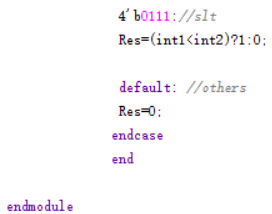 4'b0111://slt
Res=(int1<int2)?1:0;
default: //others
Res=0;
endcase
end
endmodule